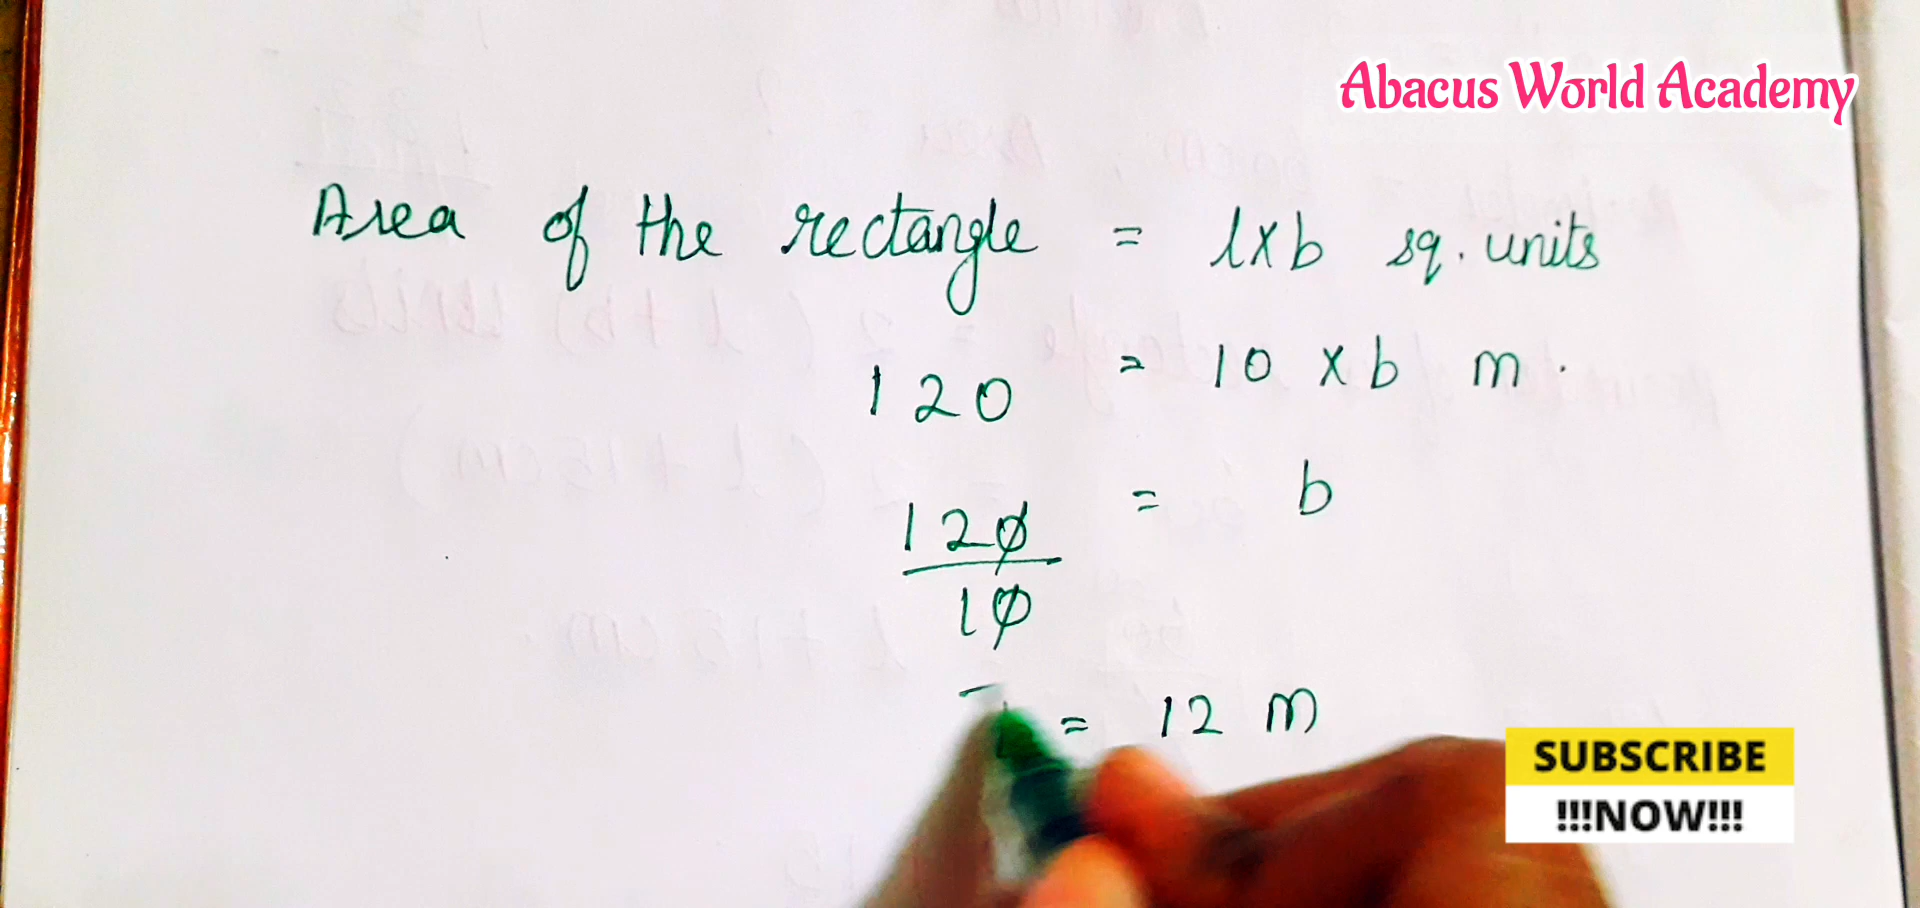 Abacus World Academy
Area of the rectangle = l x b sq. units
120 = 10 x b m.
120 = b
10
= 12 m
SUBSCRIBE
!!!NOW!!!